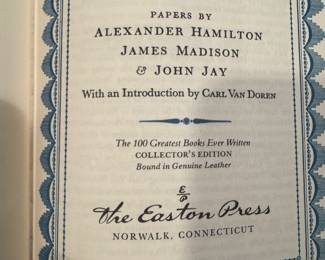 PAPERS BY
ALEXANDER HAMILTON
JAMES MADISON
& JOHN JAY
With an Introduction by CARL VAN DOREN
The 100 Greatest Books Ever Written
COLLECTOR'S EDITION
Bound in Genuine Leather
E
P
The Easton Press
NORWALK, CONNECTICUT